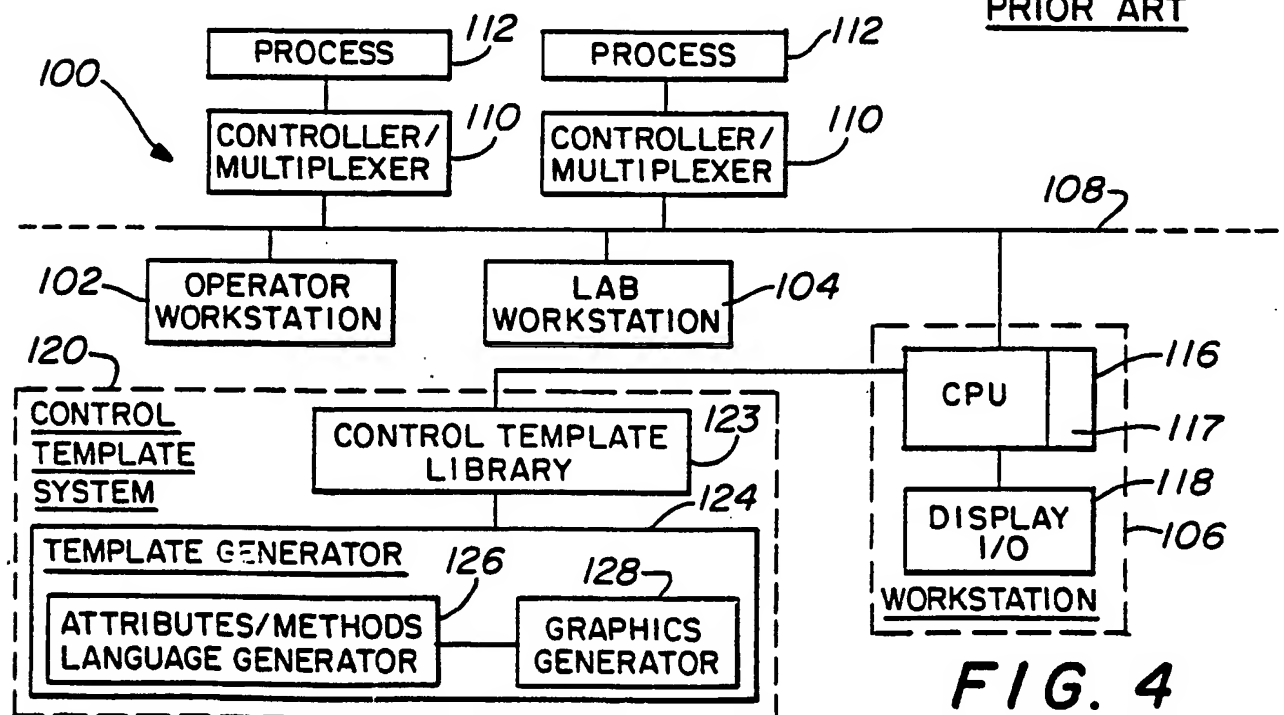 PRIOR ART
PROCESS
112
PROCESS
112
100
CONTROLLER/
MULTIPLEXER
110
CONTROLLER/
MULTIPLEXER
110
108
102
OPERATOR
WORKSTATION
LAB
WORKSTATION
104
120
CONTROL
TEMPLATE
SYSTEM
CONTROL TEMPLATE
LIBRARY
123
CPU
116
117
124
TEMPLATE GENERATOR
126
128
ATTRIBUTES/METHODS
LANGUAGE GENERATOR
GRAPHICS
GENERATOR
DISPLAY
I/O
118
106
WORKSTATION
FIG. 4